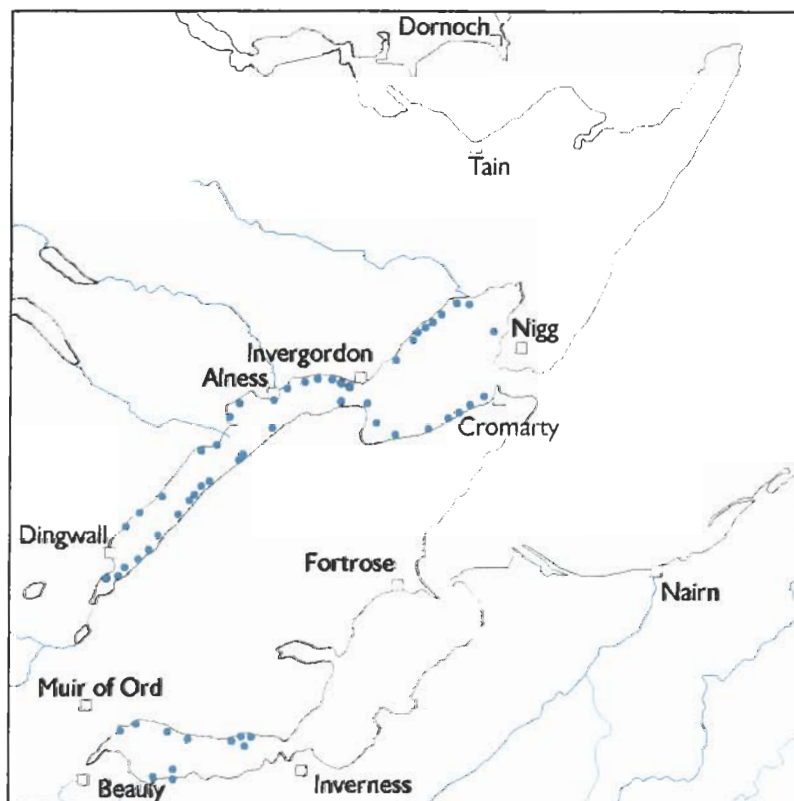 Dornoch
Tain
Nigg
Invergordon
Alness
Cromarty
Dingwall
Fortrose
Nairn
Muir of Ord
Beauly
Inverness